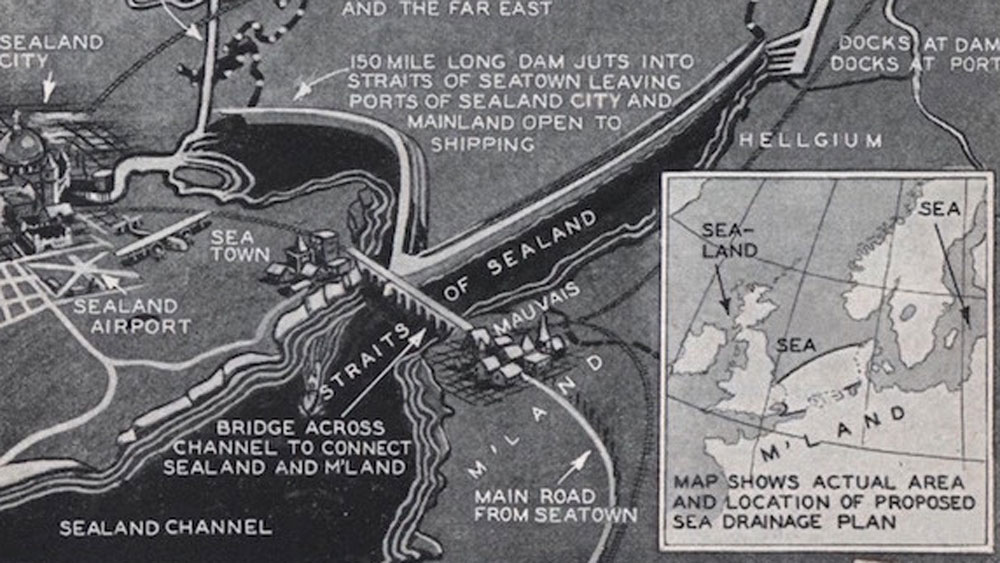 AND THE FAR EAST
SEALAND
CITY
150 MILE LONG DAM JUTS INTO
STRAITS OF SEATOWN LEAVING
PORTS OF SEALAND CITY AND
MAINLAND OPEN TO
SHIPPING
DOCKS AT DAM
DOCKS AT PORT
HELLGIUM
SEA
TOWN
SEALAND
AIRPORT
STRAITS OF SEALAND
MAUVAIS
M'LAND
BRIDGE ACROSS
CHANNEL TO CONNECT
SEALAND AND M'LAND
MAIN ROAD
FROM SEATOWN
SEALAND CHANNEL
SEA-
LAND
SEA
SEA
M'LAND
MAP SHOWS ACTUAL AREA
AND LOCATION OF PROPOSED
SEA DRAINAGE PLAN